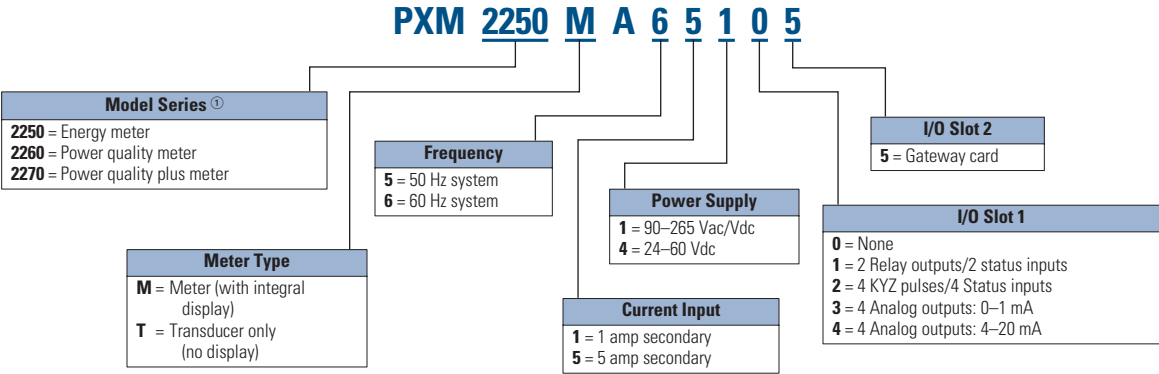 PXM 2250 M A 6 5 1 0 5
Model Series ①
2250 = Energy meter
2260 = Power quality meter
2270 = Power quality plus meter
Meter Type
M = Meter (with integral
display)
T = Transducer only
(no display)
Frequency
5 = 50 Hz system
6 = 60 Hz system
Current Input
1 = 1 amp secondary
5 = 5 amp secondary
Power Supply
1 = 90–265 Vac/Vdc
4 = 24–60 Vdc
I/O Slot 1
0 = None
1 = 2 Relay outputs/2 status inputs
2 = 4 KYZ pulses/4 Status inputs
3 = 4 Analog outputs: 0–1 mA
4 = 4 Analog outputs: 4–20 mA
I/O Slot 2
5 = Gateway card